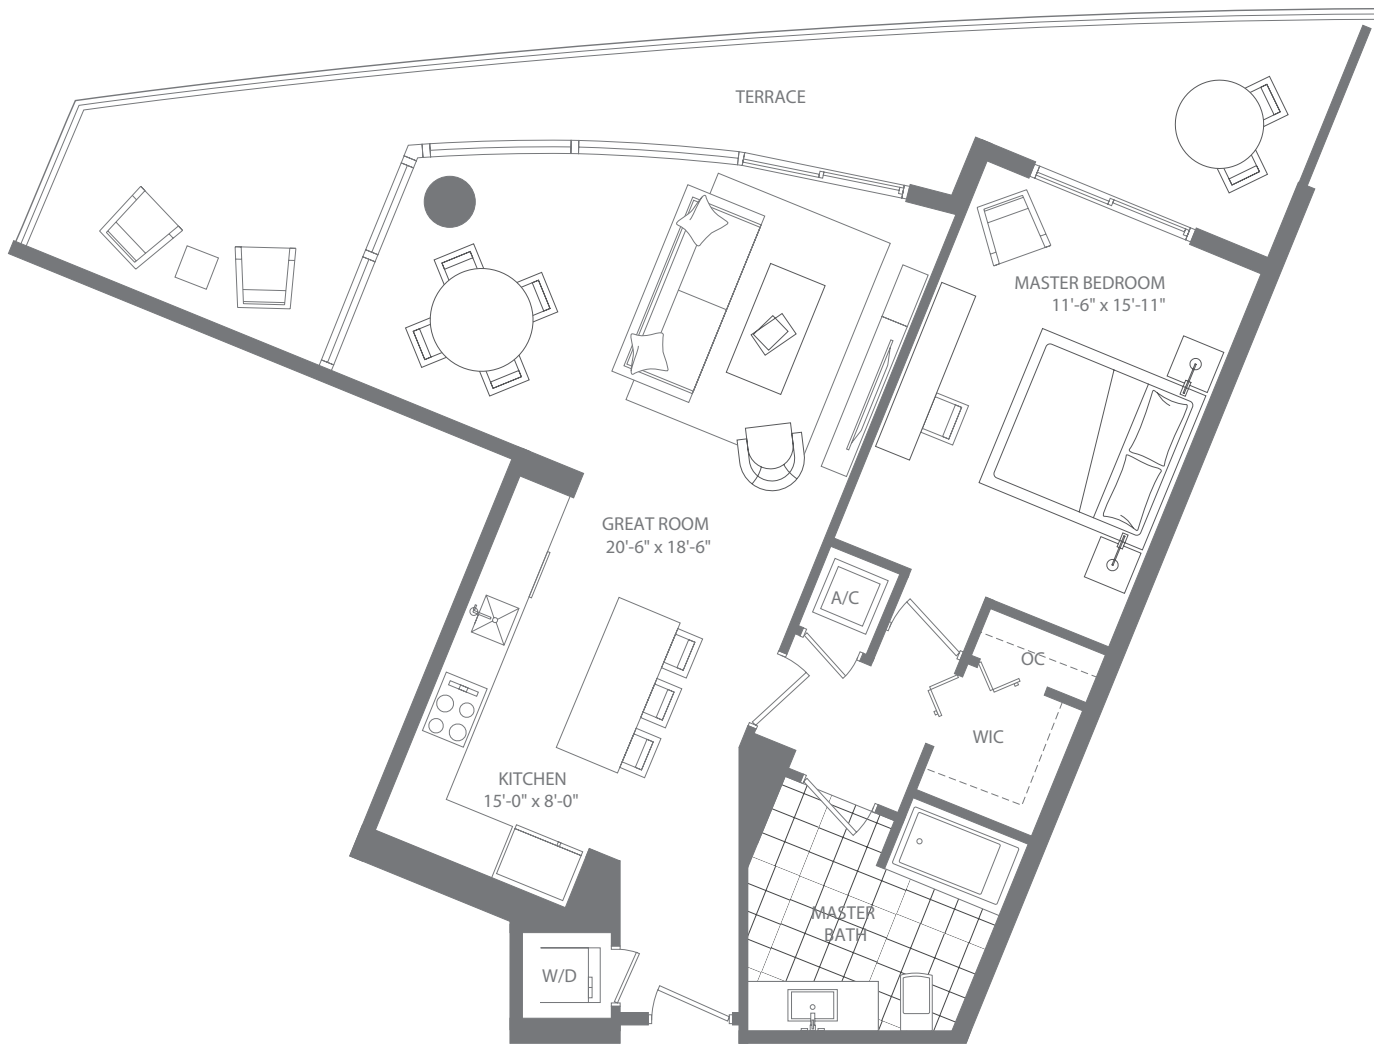 TERRACE
MASTER BEDROOM
11'-6" x 15'-11"
GREAT ROOM
20'-6" x 18'-6"
A/C
OC
WIC
KITCHEN
15'-0" x 8'-0"
MASTER
BATH
W/D